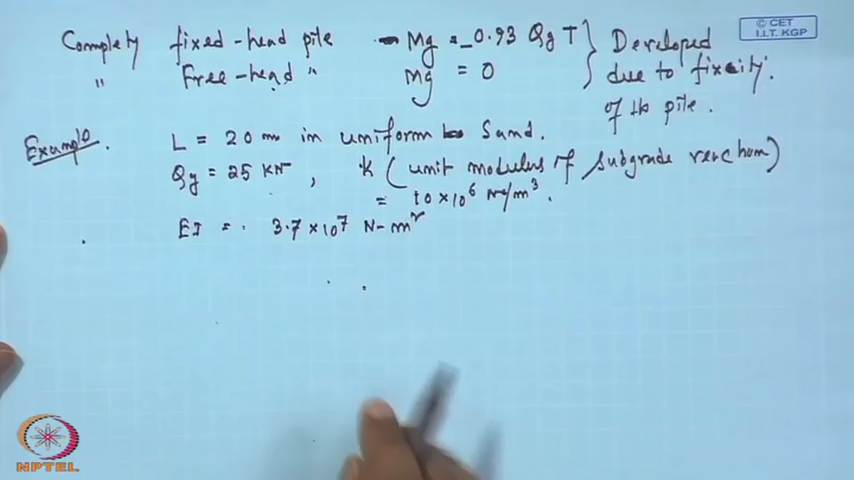 Completly fixed-head pile - Mg = -0.93 Qg T } Developed
" Free-head " Mg = 0 due to fixity.
of the pile.
Example. L = 20 m in uniform Sand.
Qg = 25 KN, K (unit modulus of subgrade reaction)
= 10 × 10⁶ N/m³.
EI = 3.7 × 10⁷ N-m²
© CET
I.I.T. KGP
NPTEL